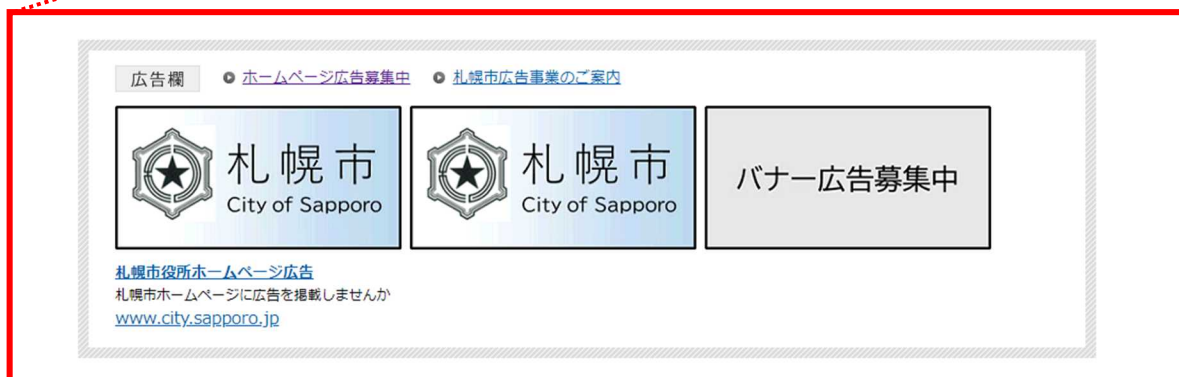 広告欄 ホームページ広告募集中 札幌市広告事業のご案内
札幌市
City of Sapporo
札幌市
City of Sapporo
バナー広告募集中
札幌市役所ホームページ広告
札幌市ホームページに広告を掲載しませんか
www.city.sapporo.jp